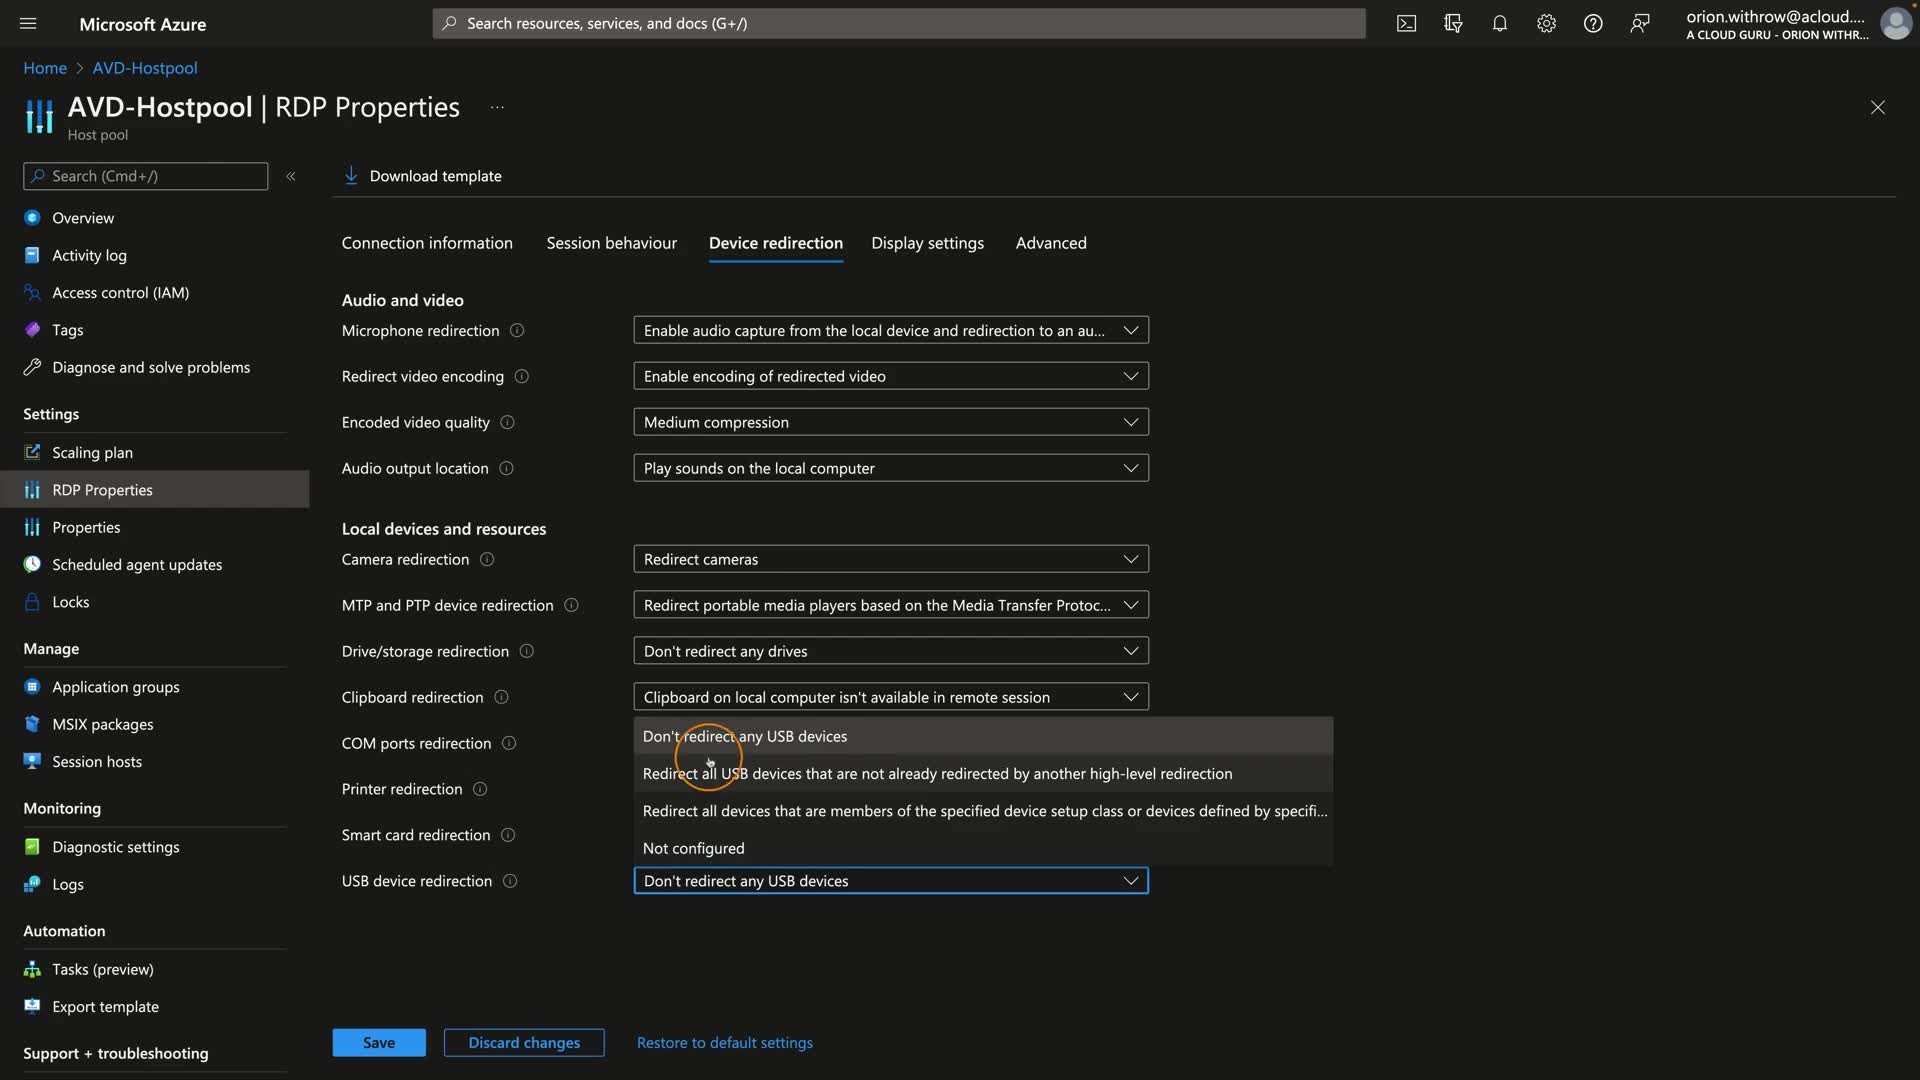 Microsoft Azure
Search resources, services, and docs (G+/)
orion.withrow@acloud....
A CLOUD GURU - ORION WITHR...
Home > AVD-Hostpool
AVD-Hostpool | RDP Properties ...
Host pool
Search (Cmd+/)
«
Download template
Overview
Activity log
Access control (IAM)
Tags
Diagnose and solve problems
Settings
Scaling plan
RDP Properties
Properties
Scheduled agent updates
Locks
Manage
Application groups
MSIX packages
Session hosts
Monitoring
Diagnostic settings
Logs
Automation
Tasks (preview)
Export template
Support + troubleshooting
Connection information Session behaviour Device redirection Display settings Advanced
Audio and video
Microphone redirection Enable audio capture from the local device and redirection to an au...
Redirect video encoding Enable encoding of redirected video
Encoded video quality Medium compression
Audio output location Play sounds on the local computer
Local devices and resources
Camera redirection Redirect cameras
MTP and PTP device redirection Redirect portable media players based on the Media Transfer Protoc...
Drive/storage redirection Don't redirect any drives
Clipboard redirection Clipboard on local computer isn't available in remote session
COM ports redirection
Printer redirection
Smart card redirection
Don't redirect any USB devices
Redirect all USB devices that are not already redirected by another high-level redirection
Redirect all devices that are members of the specified device setup class or devices defined by specifi...
Not configured
USB device redirection Don't redirect any USB devices
Save Discard changes Restore to default settings